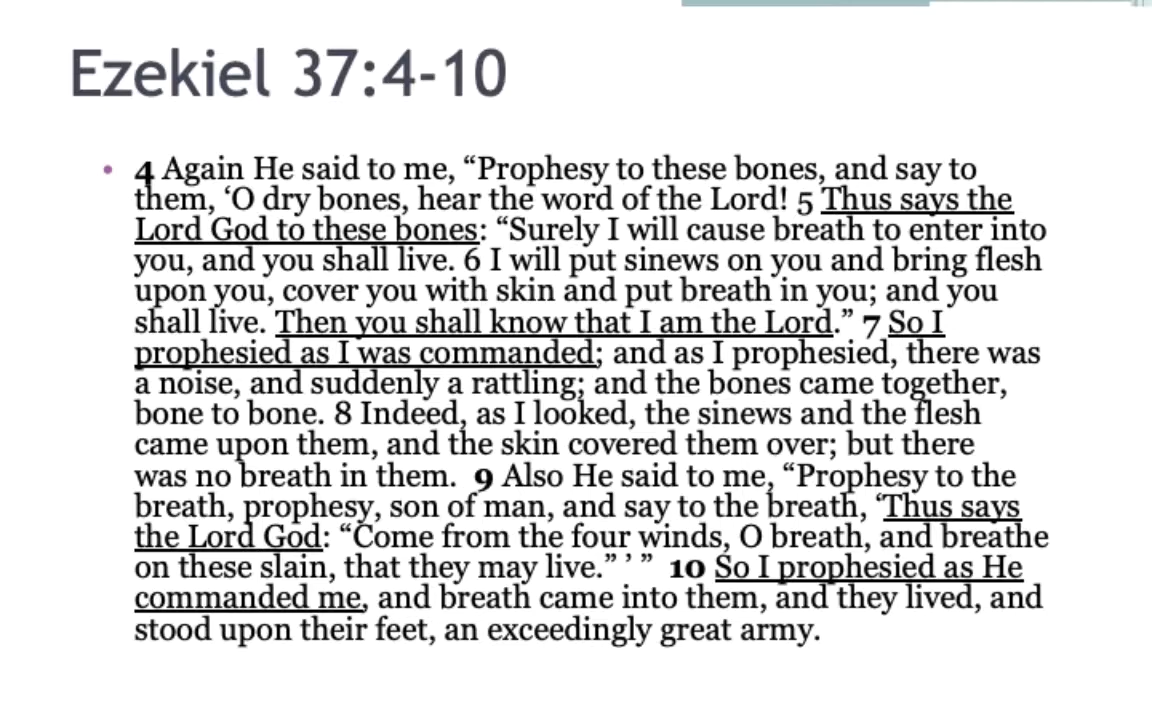 Ezekiel 37:4-10
• 4 Again He said to me, “Prophesy to these bones, and say to
them, ‘O dry bones, hear the word of the Lord! 5 Thus says the
Lord God to these bones: “Surely I will cause breath to enter into
you, and you shall live. 6 I will put sinews on you and bring flesh
upon you, cover you with skin and put breath in you; and you
shall live. Then you shall know that I am the Lord.” 7 So I
prophesied as I was commanded; and as I prophesied, there was
a noise, and suddenly a rattling; and the bones came together,
bone to bone. 8 Indeed, as I looked, the sinews and the flesh
came upon them, and the skin covered them over; but there
was no breath in them. 9 Also He said to me, “Prophesy to the
breath, prophesy, son of man, and say to the breath, ‘Thus says
the Lord God: “Come from the four winds, O breath, and breathe
on these slain, that they may live.” ’ ” 10 So I prophesied as He
commanded me, and breath came into them, and they lived, and
stood upon their feet, an exceedingly great army.